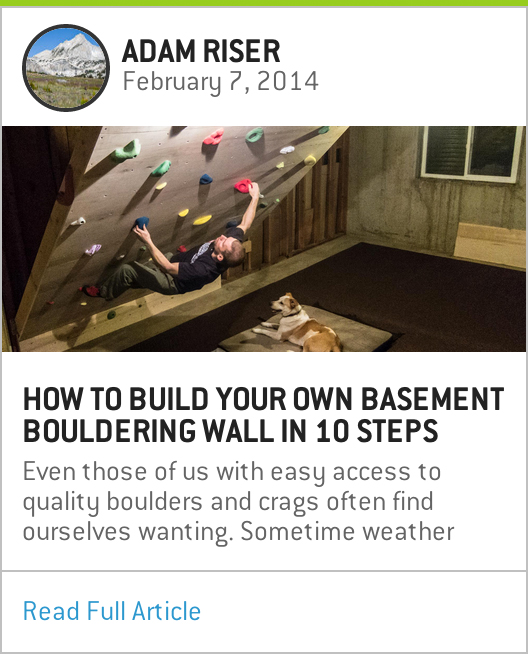 ADAM RISER
February 7, 2014
HOW TO BUILD YOUR OWN BASEMENT
BOULDERING WALL IN 10 STEPS
Even those of us with easy access to
quality boulders and crags often find
ourselves wanting. Sometime weather
Read Full Article